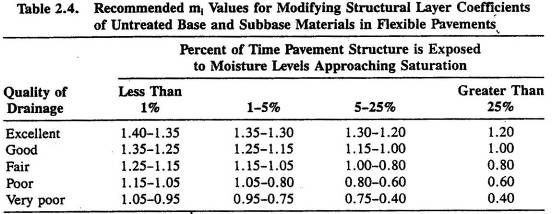 Table 2.4. Recommended mi Values for Modifying Structural Layer Coefficients
of Untreated Base and Subbase Materials in Flexible Pavements
Percent of Time Pavement Structure is Exposed
to Moisture Levels Approaching Saturation
Quality of Drainage Less Than 1% 1–5% 5–25% Greater Than 25%
Excellent 1.40–1.35 1.35–1.30 1.30–1.20 1.20
Good 1.35–1.25 1.25–1.15 1.15–1.00 1.00
Fair 1.25–1.15 1.15–1.05 1.00–0.80 0.80
Poor 1.15–1.05 1.05–0.80 0.80–0.60 0.60
Very poor 1.05–0.95 0.95–0.75 0.75–0.40 0.40